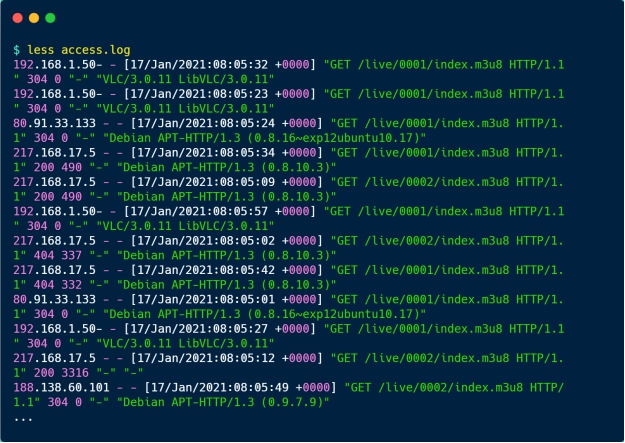 $ less access.log
192.168.1.50- - [17/Jan/2021:08:05:32 +0000] "GET /live/0001/index.m3u8 HTTP/1.1
" 304 0 "-" "VLC/3.0.11 LibVLC/3.0.11"
192.168.1.50- - [17/Jan/2021:08:05:23 +0000] "GET /live/0001/index.m3u8 HTTP/1.1
" 304 0 "-" "VLC/3.0.11 LibVLC/3.0.11"
80.91.33.133 - - [17/Jan/2021:08:05:24 +0000] "GET /live/0001/index.m3u8 HTTP/1.
1" 304 0 "-" "Debian APT-HTTP/1.3 (0.8.16~exp12ubuntu10.17)"
217.168.17.5 - - [17/Jan/2021:08:05:34 +0000] "GET /live/0001/index.m3u8 HTTP/1.
1" 200 490 "-" "Debian APT-HTTP/1.3 (0.8.10.3)"
217.168.17.5 - - [17/Jan/2021:08:05:09 +0000] "GET /live/0002/index.m3u8 HTTP/1.
1" 200 490 "-" "Debian APT-HTTP/1.3 (0.8.10.3)"
192.168.1.50- - [17/Jan/2021:08:05:57 +0000] "GET /live/0001/index.m3u8 HTTP/1.1
" 304 0 "-" "VLC/3.0.11 LibVLC/3.0.11"
217.168.17.5 - - [17/Jan/2021:08:05:02 +0000] "GET /live/0002/index.m3u8 HTTP/1.
1" 404 337 "-" "Debian APT-HTTP/1.3 (0.8.10.3)"
217.168.17.5 - - [17/Jan/2021:08:05:42 +0000] "GET /live/0001/index.m3u8 HTTP/1.
1" 404 332 "-" "Debian APT-HTTP/1.3 (0.8.10.3)"
80.91.33.133 - - [17/Jan/2021:08:05:01 +0000] "GET /live/0001/index.m3u8 HTTP/1.
1" 304 0 "-" "Debian APT-HTTP/1.3 (0.8.16~exp12ubuntu10.17)"
192.168.1.50- - [17/Jan/2021:08:05:27 +0000] "GET /live/0001/index.m3u8 HTTP/1.1
" 304 0 "-" "VLC/3.0.11 LibVLC/3.0.11"
217.168.17.5 - - [17/Jan/2021:08:05:12 +0000] "GET /live/0002/index.m3u8 HTTP/1.
1" 200 3316 "-" "-"
188.138.60.101 - - [17/Jan/2021:08:05:49 +0000] "GET /live/0002/index.m3u8 HTTP/
1.1" 304 0 "-" "Debian APT-HTTP/1.3 (0.9.7.9)"
...